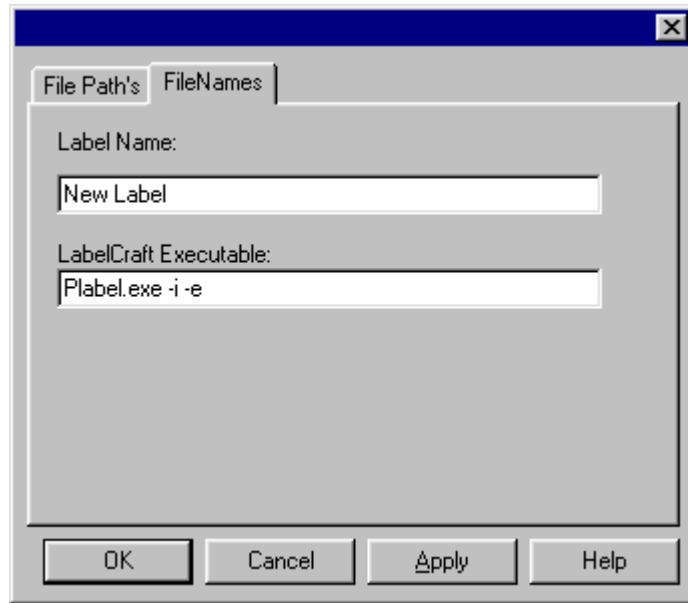 File Path's FileNames
Label Name:
New Label
LabelCraft Executable:
Plabel.exe -i -e
OK Cancel Apply Help